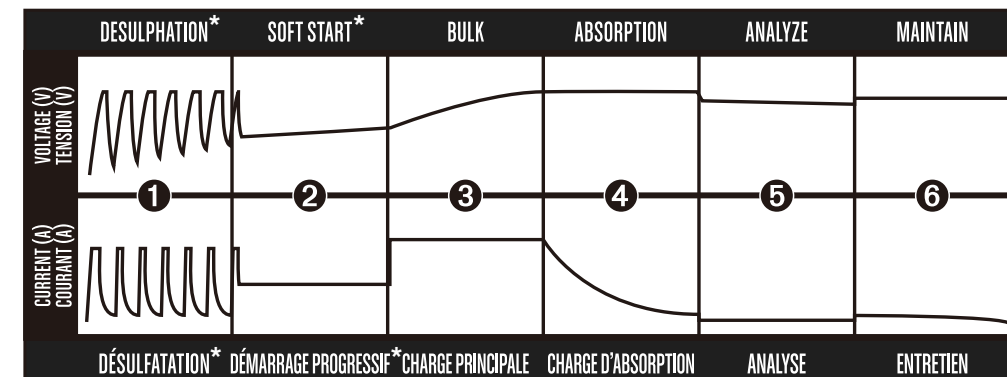 DESULPHATION* SOFT START* BULK ABSORPTION ANALYZE MAINTAIN
VOLTAGE (V)
TENSION (V)
1 2 3 4 5 6
CURRENT (A)
COURANT (A)
DÉSULFATATION* DÉMARRAGE PROGRESSIF* CHARGE PRINCIPALE CHARGE D'ABSORPTION ANALYSE ENTRETIEN